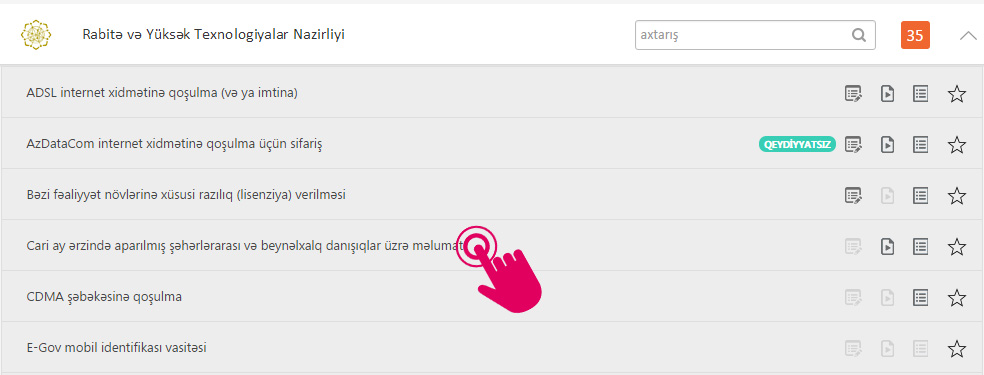 Rabitə və Yüksək Texnologiyalar Nazirliyi
axtarış
35
ADSL internet xidmətinə qoşulma (və ya imtina)
AzDataCom internet xidmətinə qoşulma üçün sifariş
QEYDİYYATSIZ
Bəzi fəaliyyət növlərinə xüsusi razılıq (lisenziya) verilməsi
Cari ay ərzində aparılmış şəhərlərarası və beynəlxalq danışıqlar üzrə məlumat
CDMA şəbəkəsinə qoşulma
E-Gov mobil identifikası vasitəsi